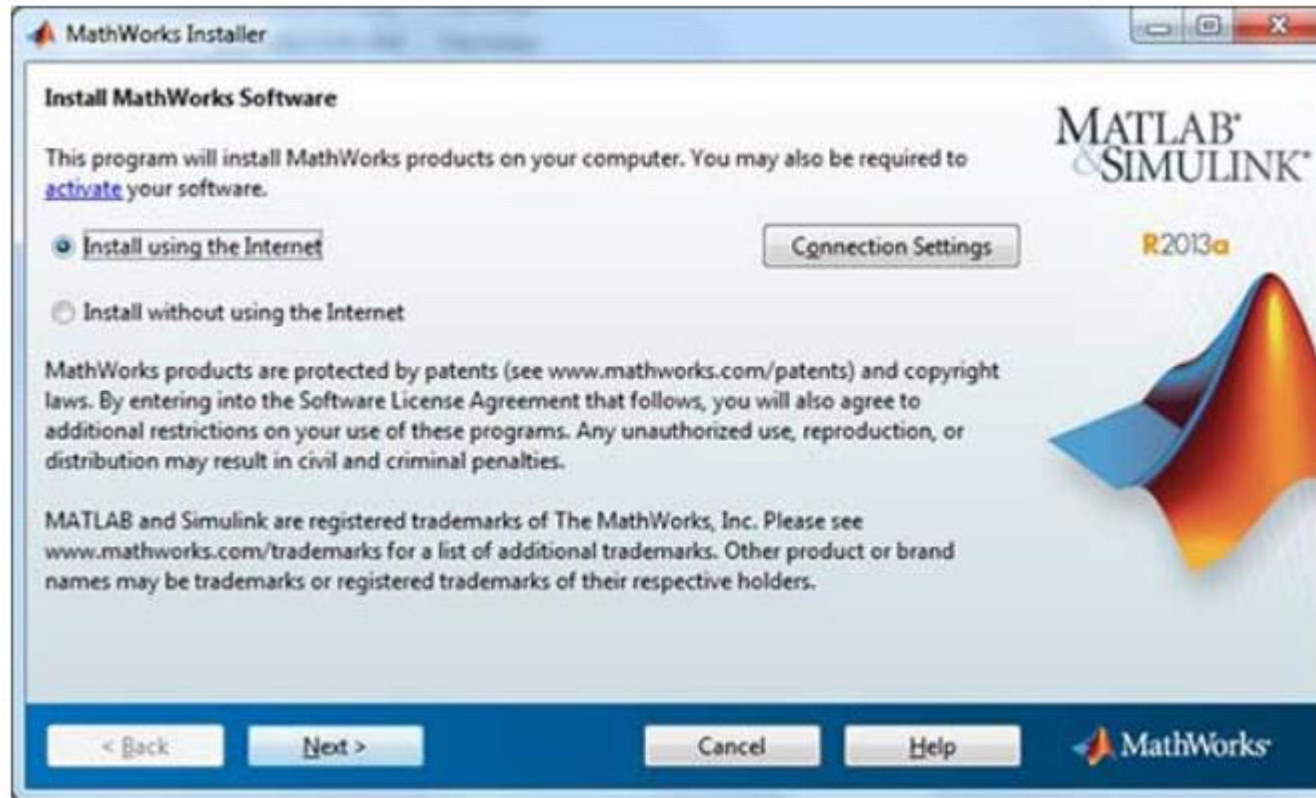 MathWorks Installer
Install MathWorks Software
This program will install MathWorks products on your computer. You may also be required to
activate your software.
Install using the Internet
Connection Settings
Install without using the Internet
MathWorks products are protected by patents (see www.mathworks.com/patents) and copyright
laws. By entering into the Software License Agreement that follows, you will also agree to
additional restrictions on your use of these programs. Any unauthorized use, reproduction, or
distribution may result in civil and criminal penalties.
MATLAB and Simulink are registered trademarks of The MathWorks, Inc. Please see
www.mathworks.com/trademarks for a list of additional trademarks. Other product or brand
names may be trademarks or registered trademarks of their respective holders.
MATLAB®
&SIMULINK®
R2013a
< Back
Next >
Cancel
Help
MathWorks®